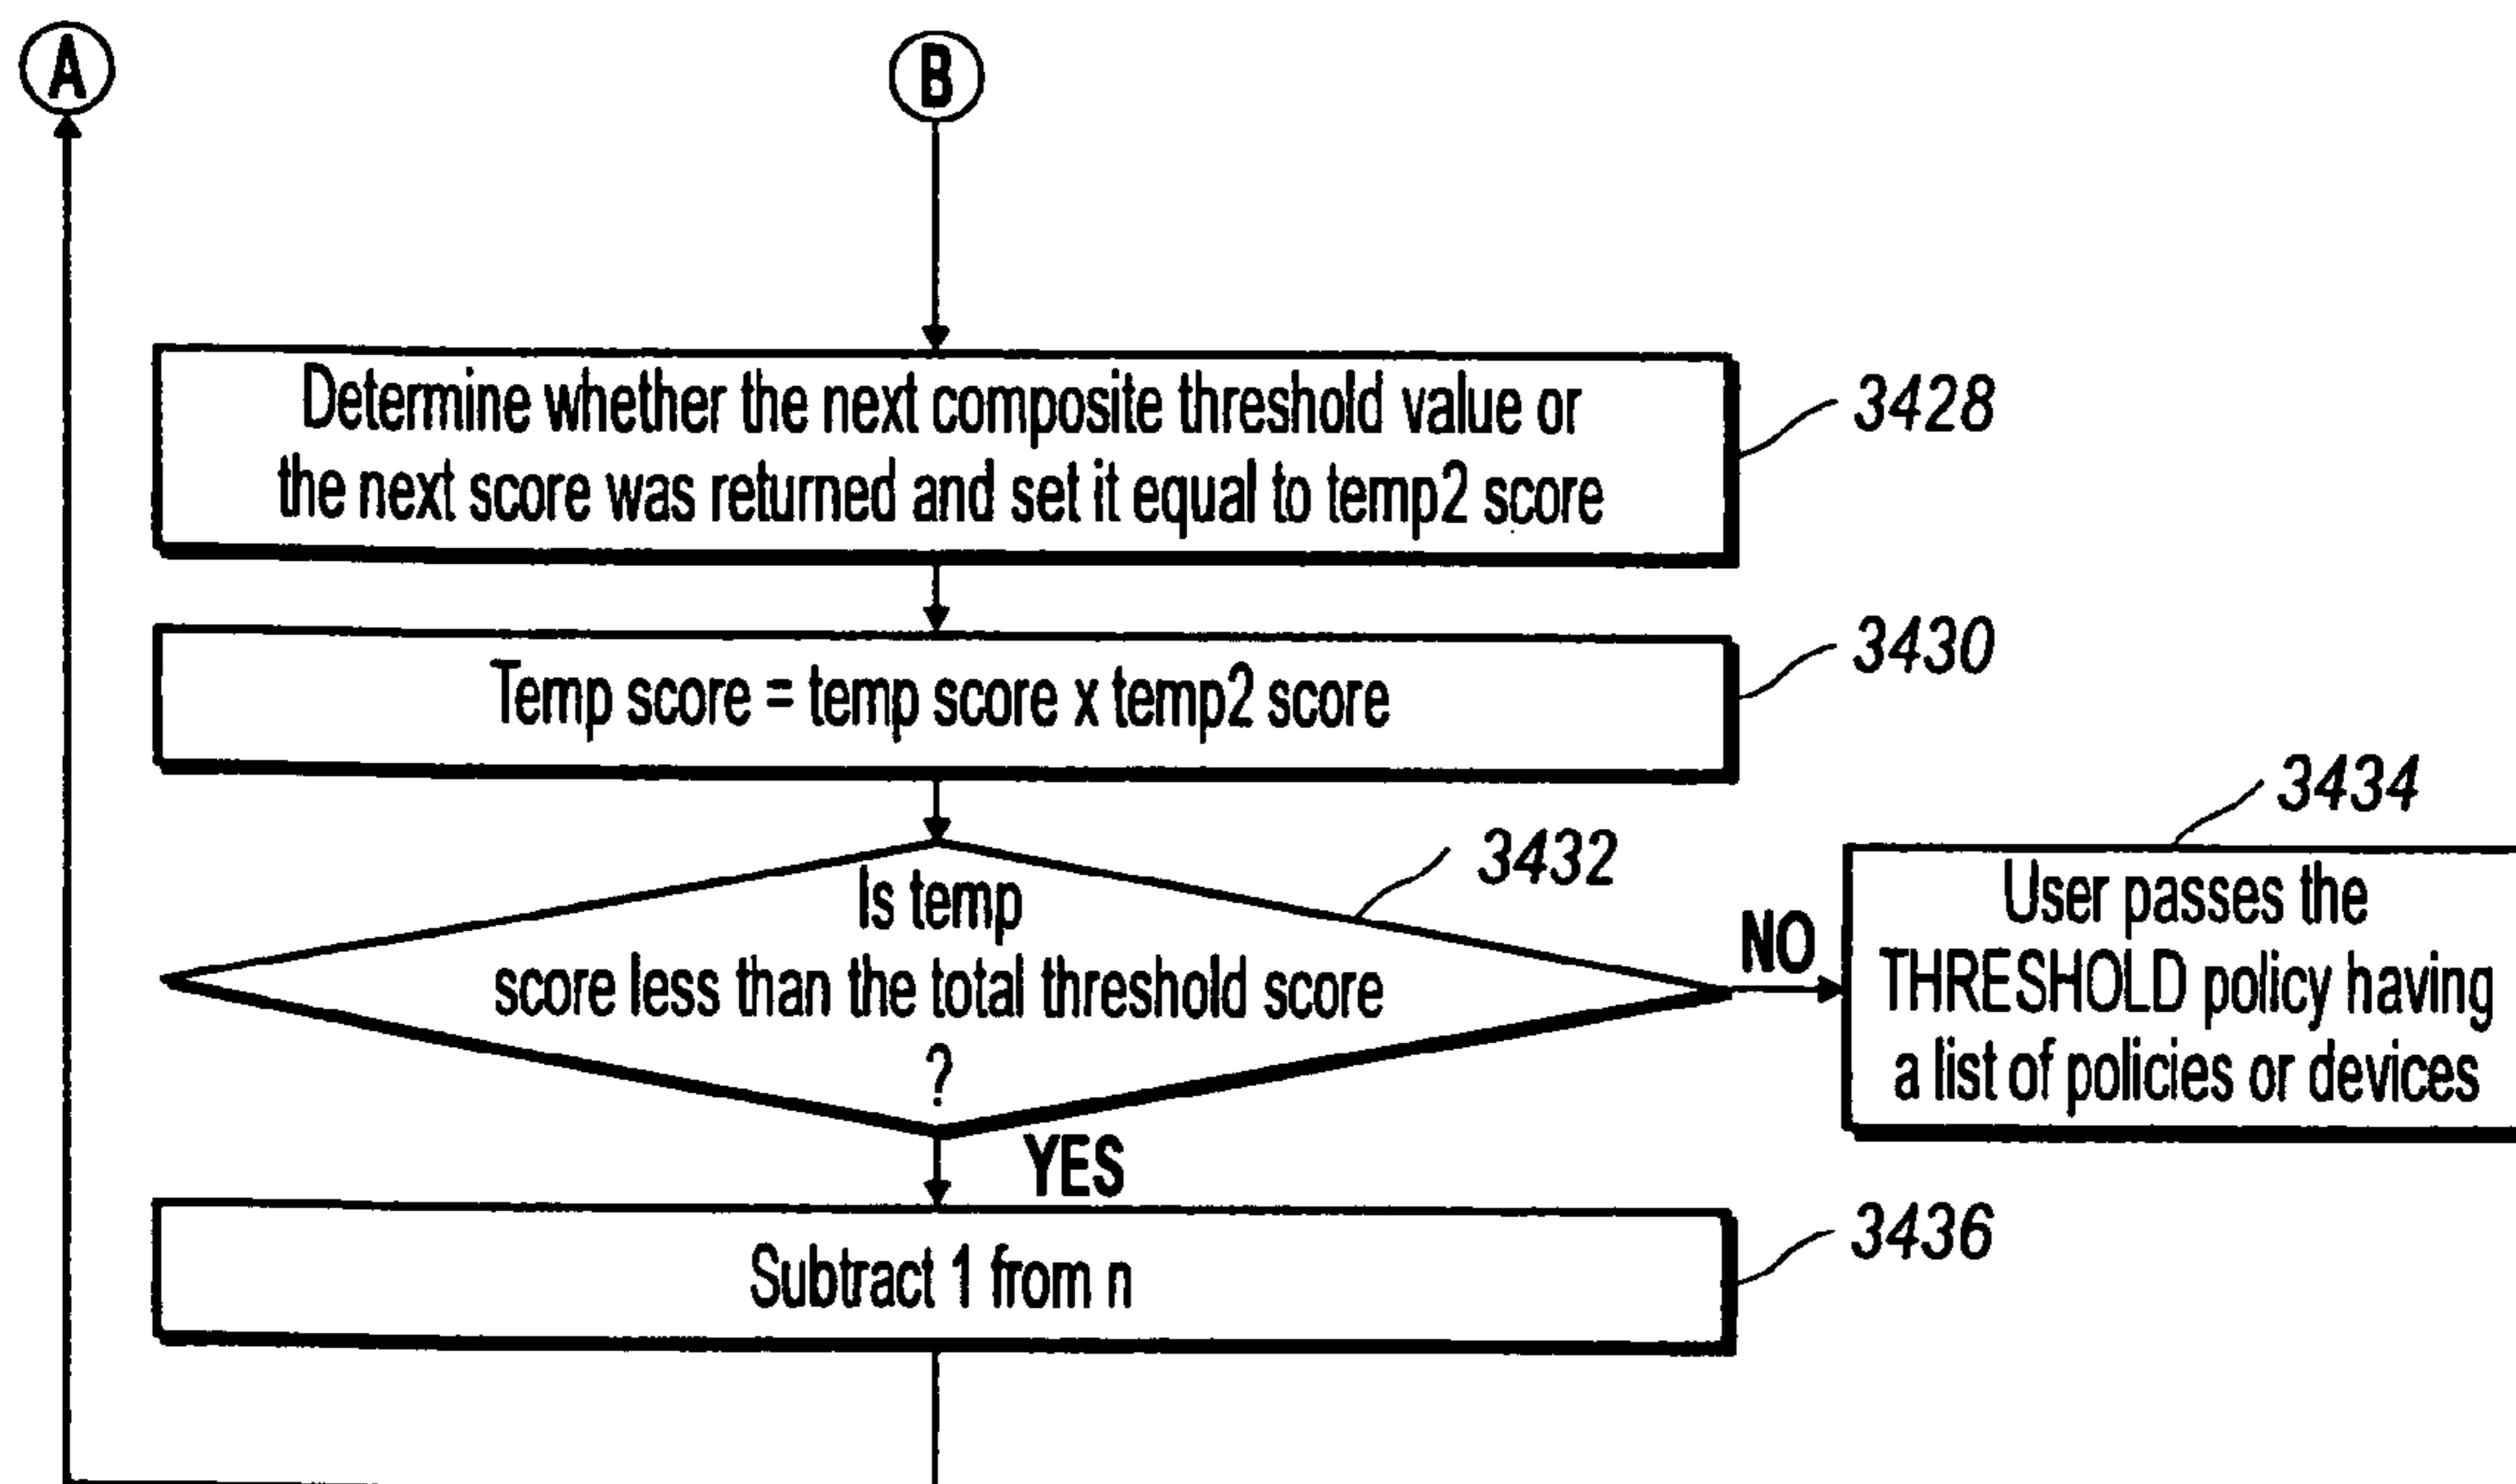 A
B
Determine whether the next composite threshold value or
the next score was returned and set it equal to temp2 score
3428
Temp score = temp score x temp2 score
3430
Is temp
score less than the total threshold score
?
3432
NO
3434
User passes the
THRESHOLD policy having
a list of policies or devices
YES
Subtract 1 from n
3436